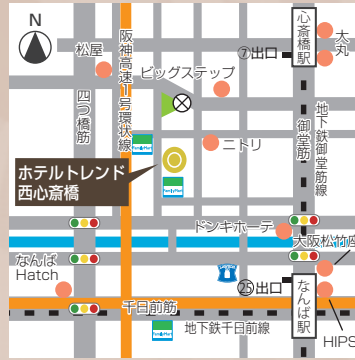 N
松屋
阪神高速1号環状線
四つ橋筋
ビッグステップ
⑦出口
心斎橋駅
大丸
御堂筋
地下鉄御堂筋線
ニトリ
FamilyMart
ホテルトレンド
西心斎橋
FamilyMart
ドンキホーテ
大阪松竹座
なんば
Hatch
LAWSON
㉕出口
なんば駅
千日前筋
地下鉄千日前線
FamilyMart
HIPS